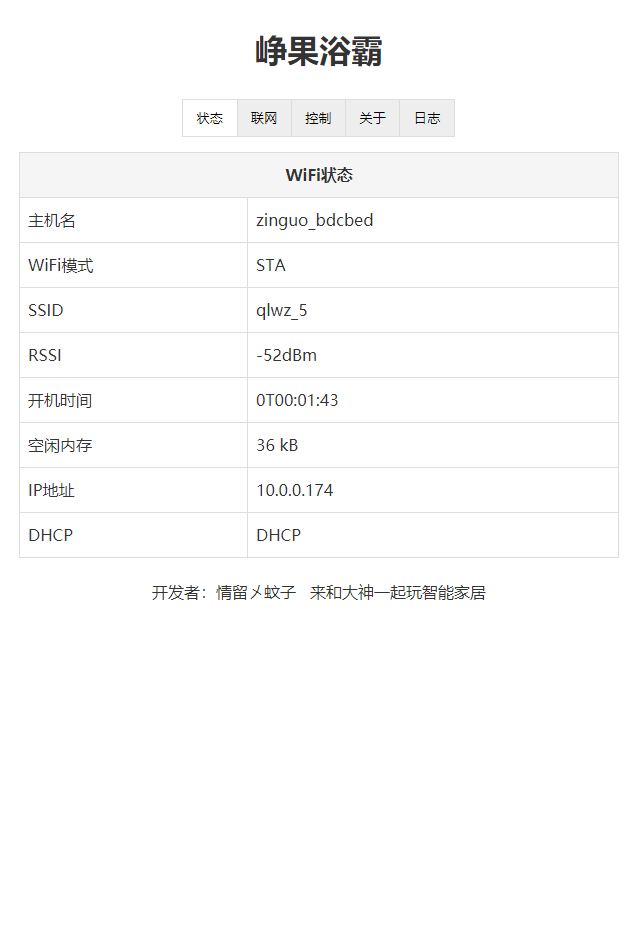 峥果浴霸
状态 联网 控制 关于 日志
WiFi状态
主机名 zinguo_bdcbed
WiFi模式 STA
SSID qlwz_5
RSSI -52dBm
开机时间 0T00:01:43
空闲内存 36 kB
IP地址 10.0.0.174
DHCP DHCP
开发者：情留メ蚊子 来和大神一起玩智能家居